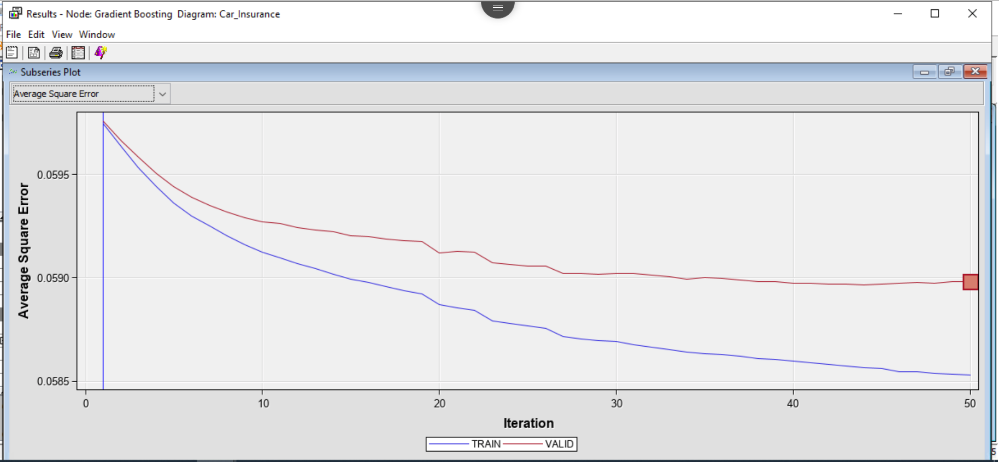 Results - Node: Gradient Boosting Diagram: Car_Insurance
File Edit View Window
Subseries Plot
Average Square Error
Average Square Error
0.0595
0.0590
0.0585
0 10 20 30 40 50
Iteration
TRAIN VALID
5